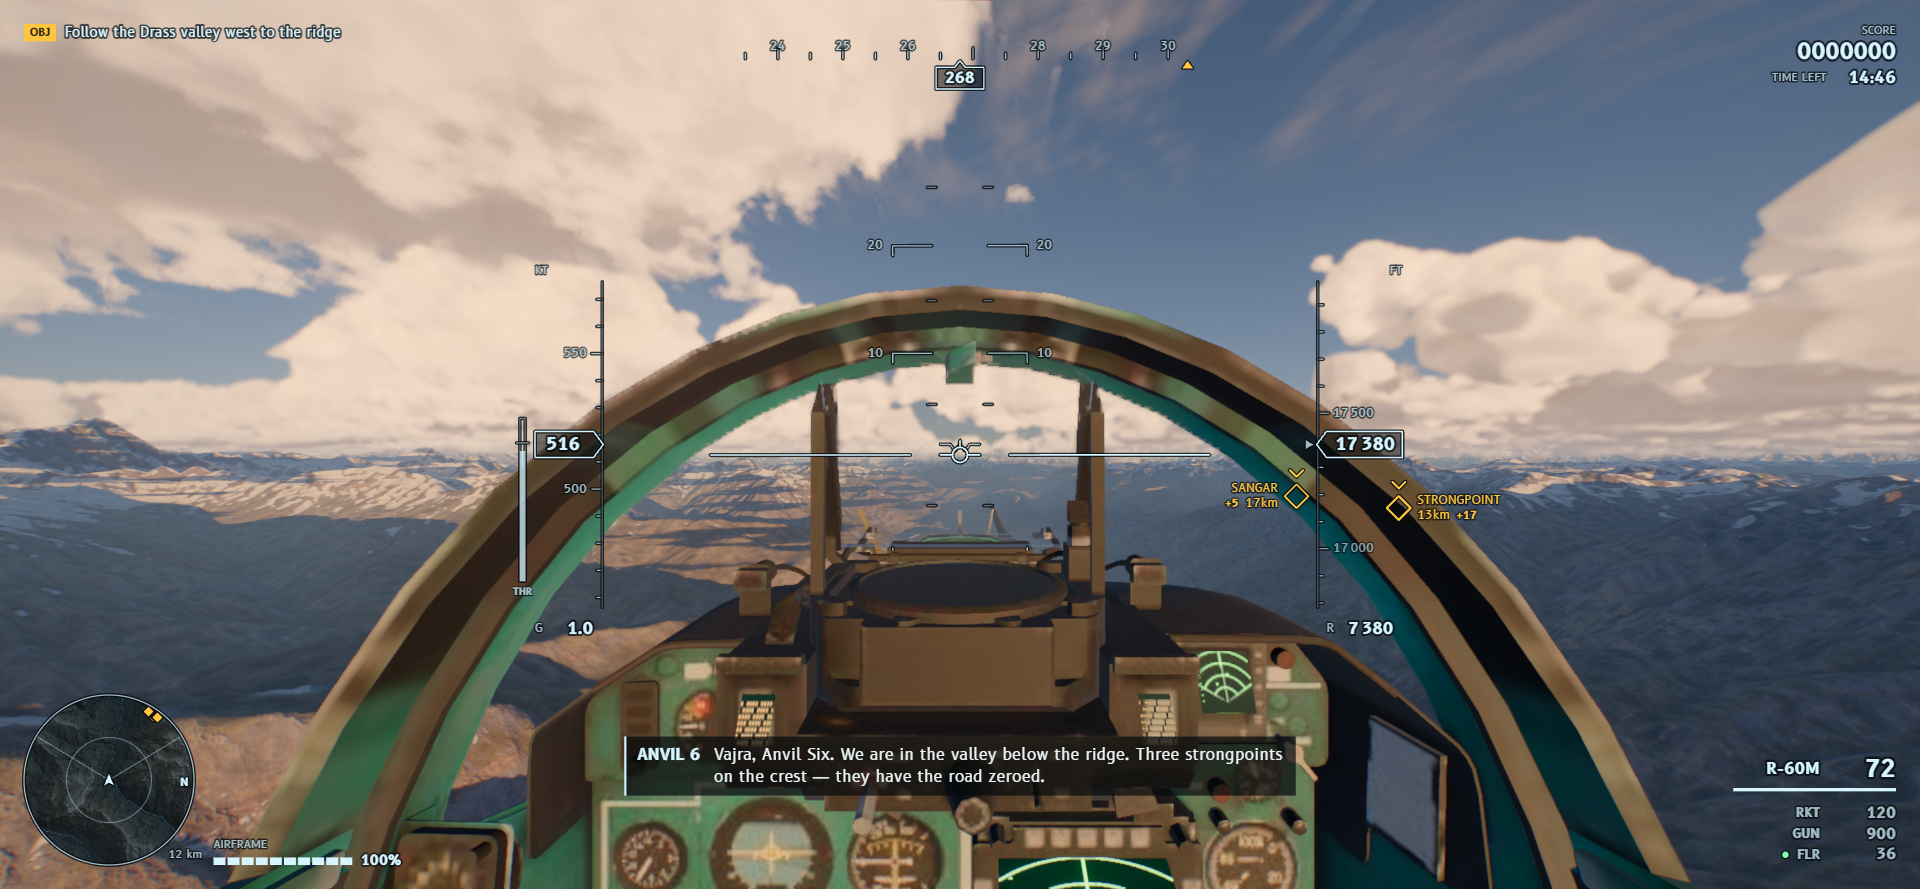 OBJ Follow the Drass valley west to the ridge
24 25 26 28 29 30
268
SCORE
0000000
TIME LEFT 14:46
20 20
KT
FT
550
10 10
17 500
516
17 380
500
SANGAR
+5 17km
STRONGPOINT
13km +17
17 000
THR
G 1.0
R 7 380
N
12 km
AIRFRAME
100%
ANVIL 6 Vajra, Anvil Six. We are in the valley below the ridge. Three strongpoints
on the crest — they have the road zeroed.
R-60M 72
RKT 120
GUN 900
FLR 36